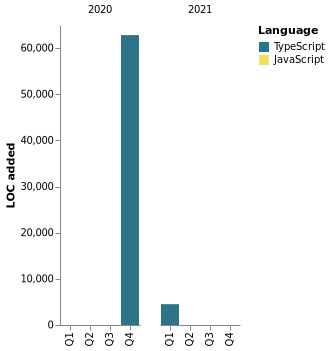 2020 2021
Language
TypeScript
JavaScript
LOC added
60,000
50,000
40,000
30,000
20,000
10,000
0
Q1 Q2 Q3 Q4 Q1 Q2 Q3 Q4